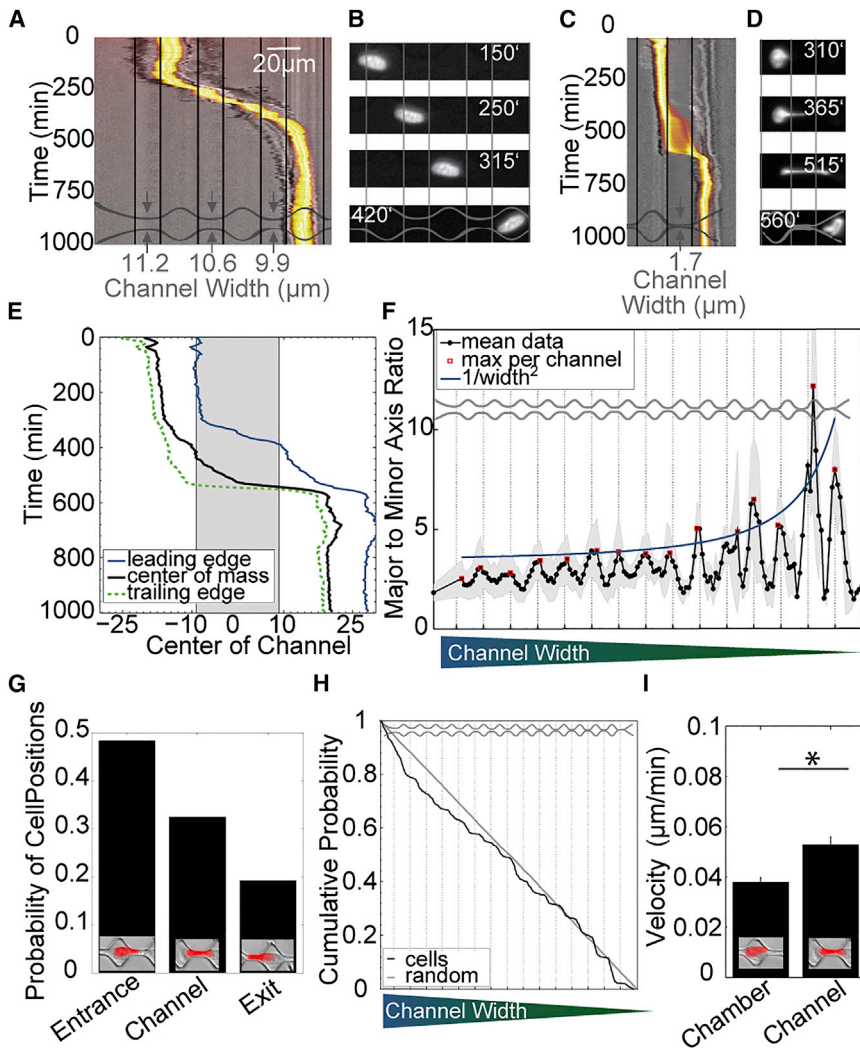 A
0
250
500
750
1000
Time (min)
20µm
11.2
10.6
9.9
Channel Width (µm)
B
150‘
250‘
315‘
420‘
C
0
250
500
750
1000
Time (min)
1.7
Channel
Width (µm)
D
310‘
365‘
515‘
560‘
E
0
200
400
600
800
1000
Time (min)
leading edge
center of mass
trailing edge
-25 -9 0 9 25
Center of Channel
F
15
10
5
0
Major to Minor Axis Ratio
mean data
max per channel
1/width²
Channel Width
G
0.5
0.4
0.3
0.2
0.1
0
Probability of CellPositions
Entrance
Channel
Exit
H
1
0.8
0.6
0.4
0.2
0
Cumulative Probability
cells
random
Channel Width
I
0.1
0.08
0.06
0.04
0.02
0
Velocity (µm/min)
*
Chamber
Channel